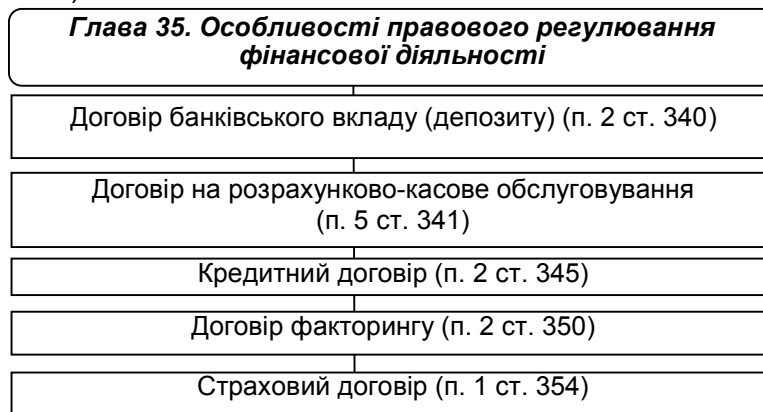 Глава 35. Особливості правового регулювання
фінансової діяльності
Договір банківського вкладу (депозиту) (п. 2 ст. 340)
Договір на розрахунково-касове обслуговування
(п. 5 ст. 341)
Кредитний договір (п. 2 ст. 345)
Договір факторингу (п. 2 ст. 350)
Страховий договір (п. 1 ст. 354)